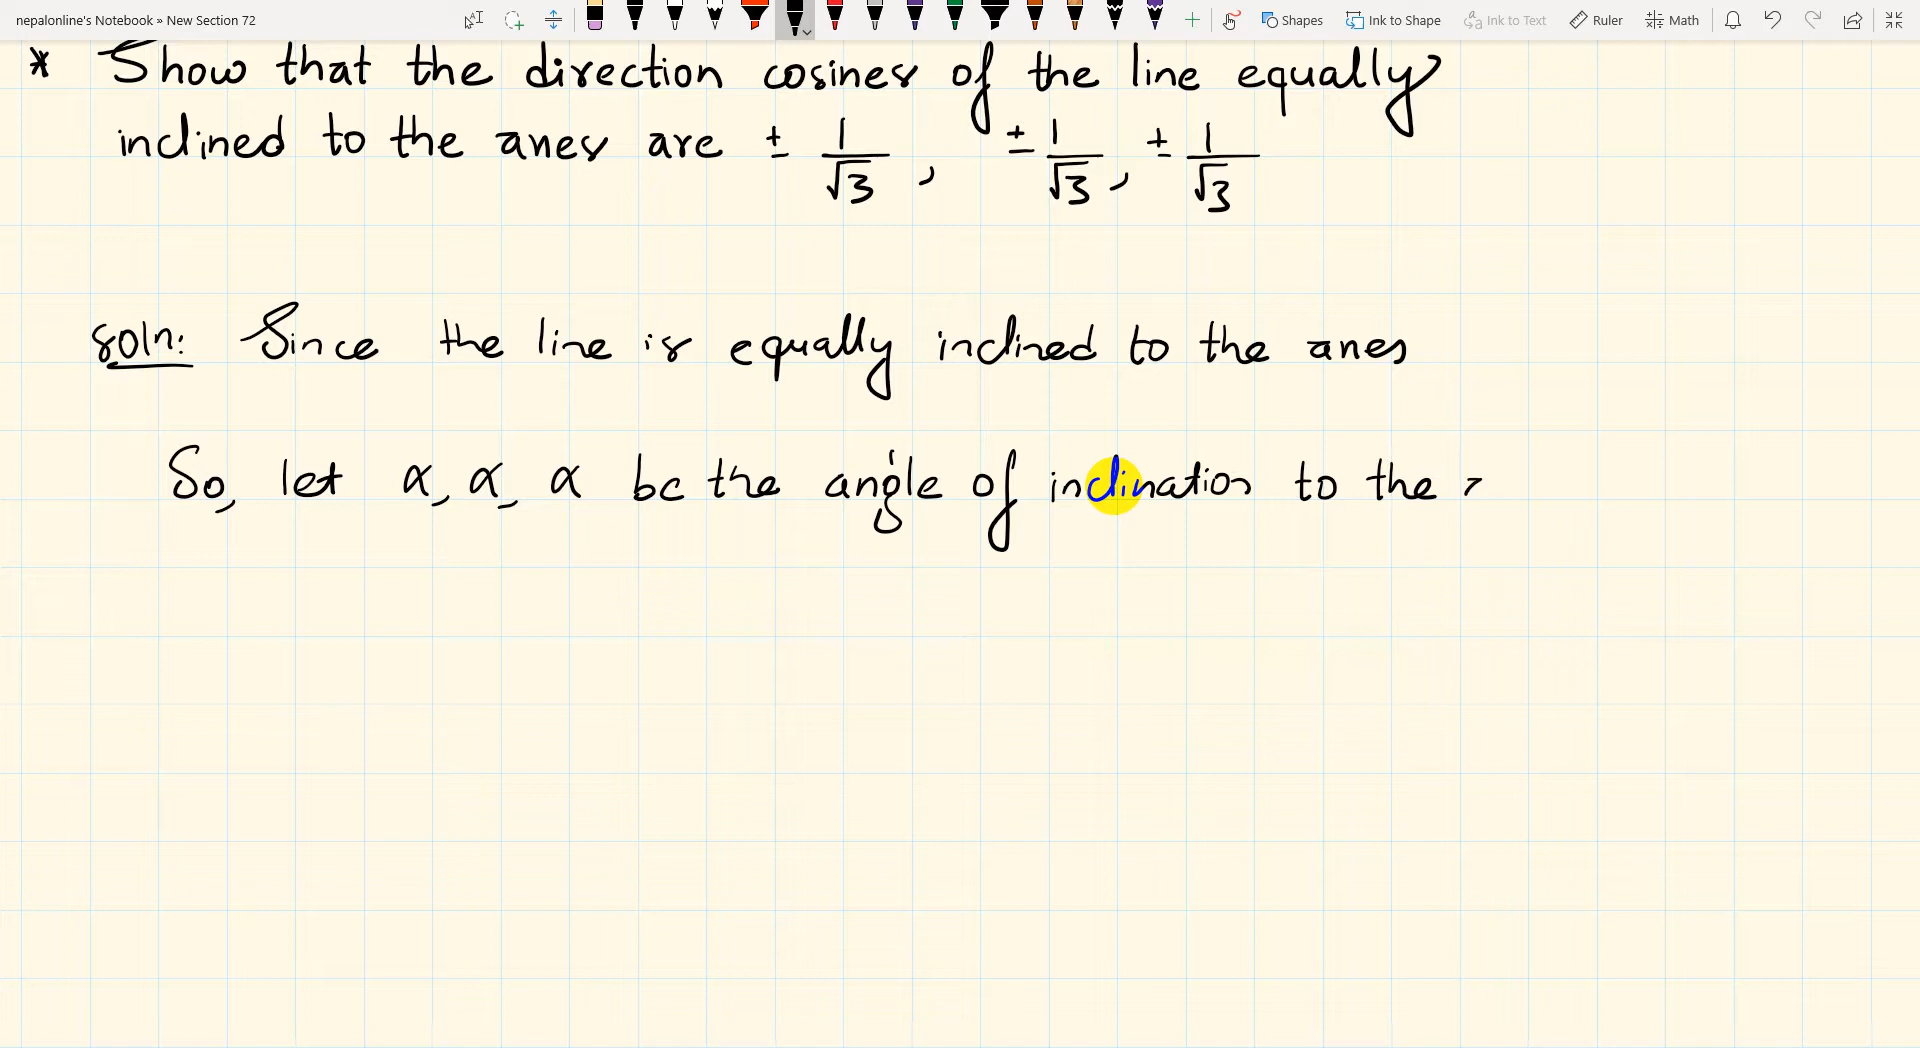 nepalonline's Notebook » New Section 72
Shapes Ink to Shape Ink to Text Ruler Math
* Show that the direction cosines of the line equally
inclined to the axes are ± 1/√3, ± 1/√3, ± 1/√3
soln: Since the line is equally inclined to the axes
So, let α, α, α be the angle of inclination to the